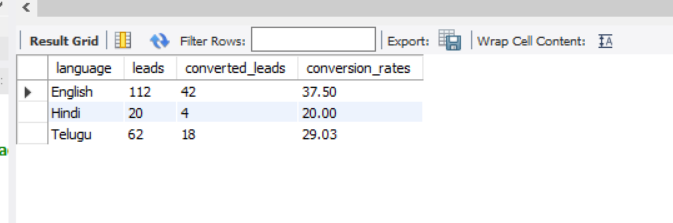 Result Grid Filter Rows: Export: Wrap Cell Content: IA
language leads converted_leads conversion_rates
English 112 42 37.50
Hindi 20 4 20.00
Telugu 62 18 29.03
a